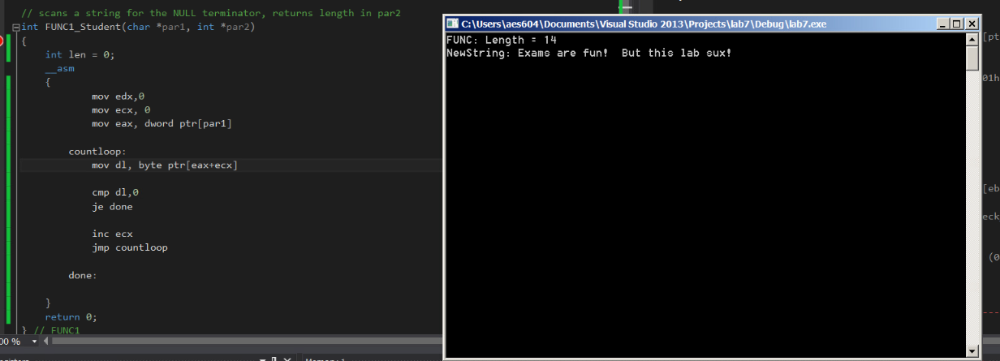 // scans a string for the NULL terminator, returns length in par2
int FUNC1_Student(char *par1, int *par2)
{
int len = 0;
__asm
{
mov edx,0
mov ecx, 0
mov eax, dword ptr[par1]
countloop:
mov dl, byte ptr[eax+ecx]
cmp dl,0
je done
inc ecx
jmp countloop
done:
}
return 0;
} // FUNC1
C:\Users\aes604\Documents\Visual Studio 2013\Projects\lab7\Debug\lab7.exe
FUNC: Length = 14
NewString: Exams are fun!  But this lab sux!
[pt
01h
[eb
eck
(0
00 %